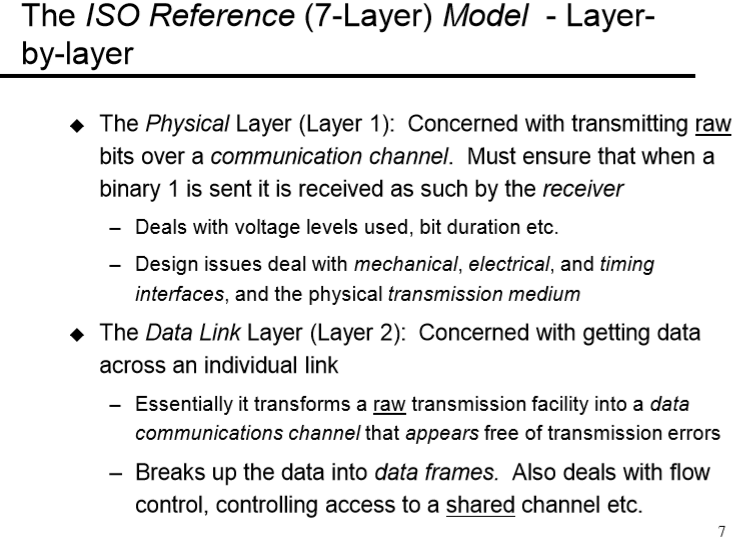 The ISO Reference (7-Layer) Model - Layer-
by-layer
◆ The Physical Layer (Layer 1): Concerned with transmitting raw
bits over a communication channel. Must ensure that when a
binary 1 is sent it is received as such by the receiver
– Deals with voltage levels used, bit duration etc.
– Design issues deal with mechanical, electrical, and timing
interfaces, and the physical transmission medium
◆ The Data Link Layer (Layer 2): Concerned with getting data
across an individual link
– Essentially it transforms a raw transmission facility into a data
communications channel that appears free of transmission errors
– Breaks up the data into data frames. Also deals with flow
control, controlling access to a shared channel etc.
7